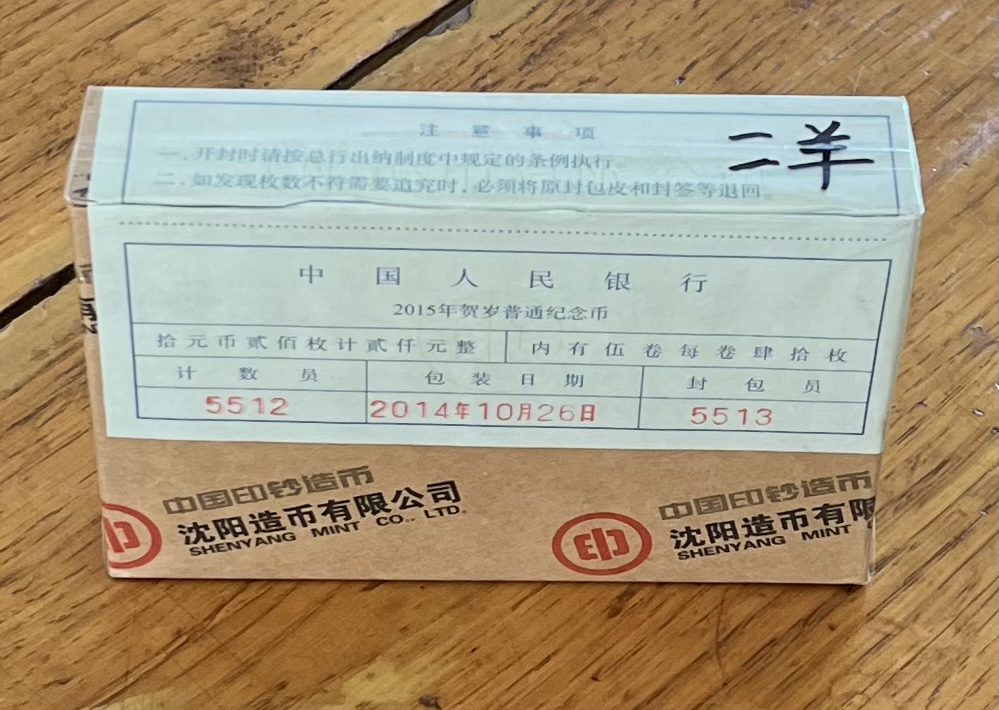 注意事项
二羊
一、开封时请按总行出纳制度中规定的条例执行。
二、如发现枚数不符需要追究时，必须将原封包皮和封签等退回。
中国人民银行
2015年贺岁普通纪念币
拾元币贰佰枚计贰仟元整 内有伍卷每卷肆拾枚
计数员 包装日期 封包员
5512 2014年10月26日 5513
中国印钞造币
沈阳造币有限公司
SHENYANG MINT CO., LTD.
印
中国印钞造币
沈阳造币有限
SHENYANG MINT